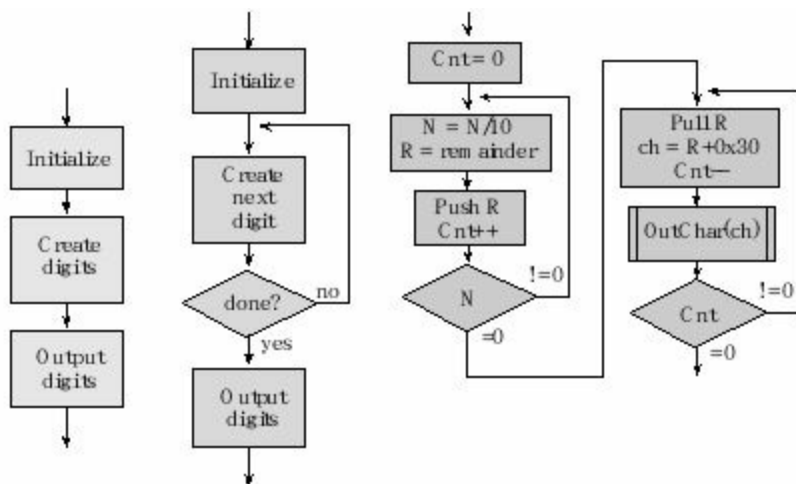 Initialize
Create
digits
Output
digits
Initialize
Create
next
digit
done?
no
yes
Output
digits
Cnt = 0
N = N/10
R = remainder
Push R
Cnt++
N
!=0
=0
Pull R
ch = R+0x30
Cnt--
OutChar(ch)
Cnt
!=0
=0